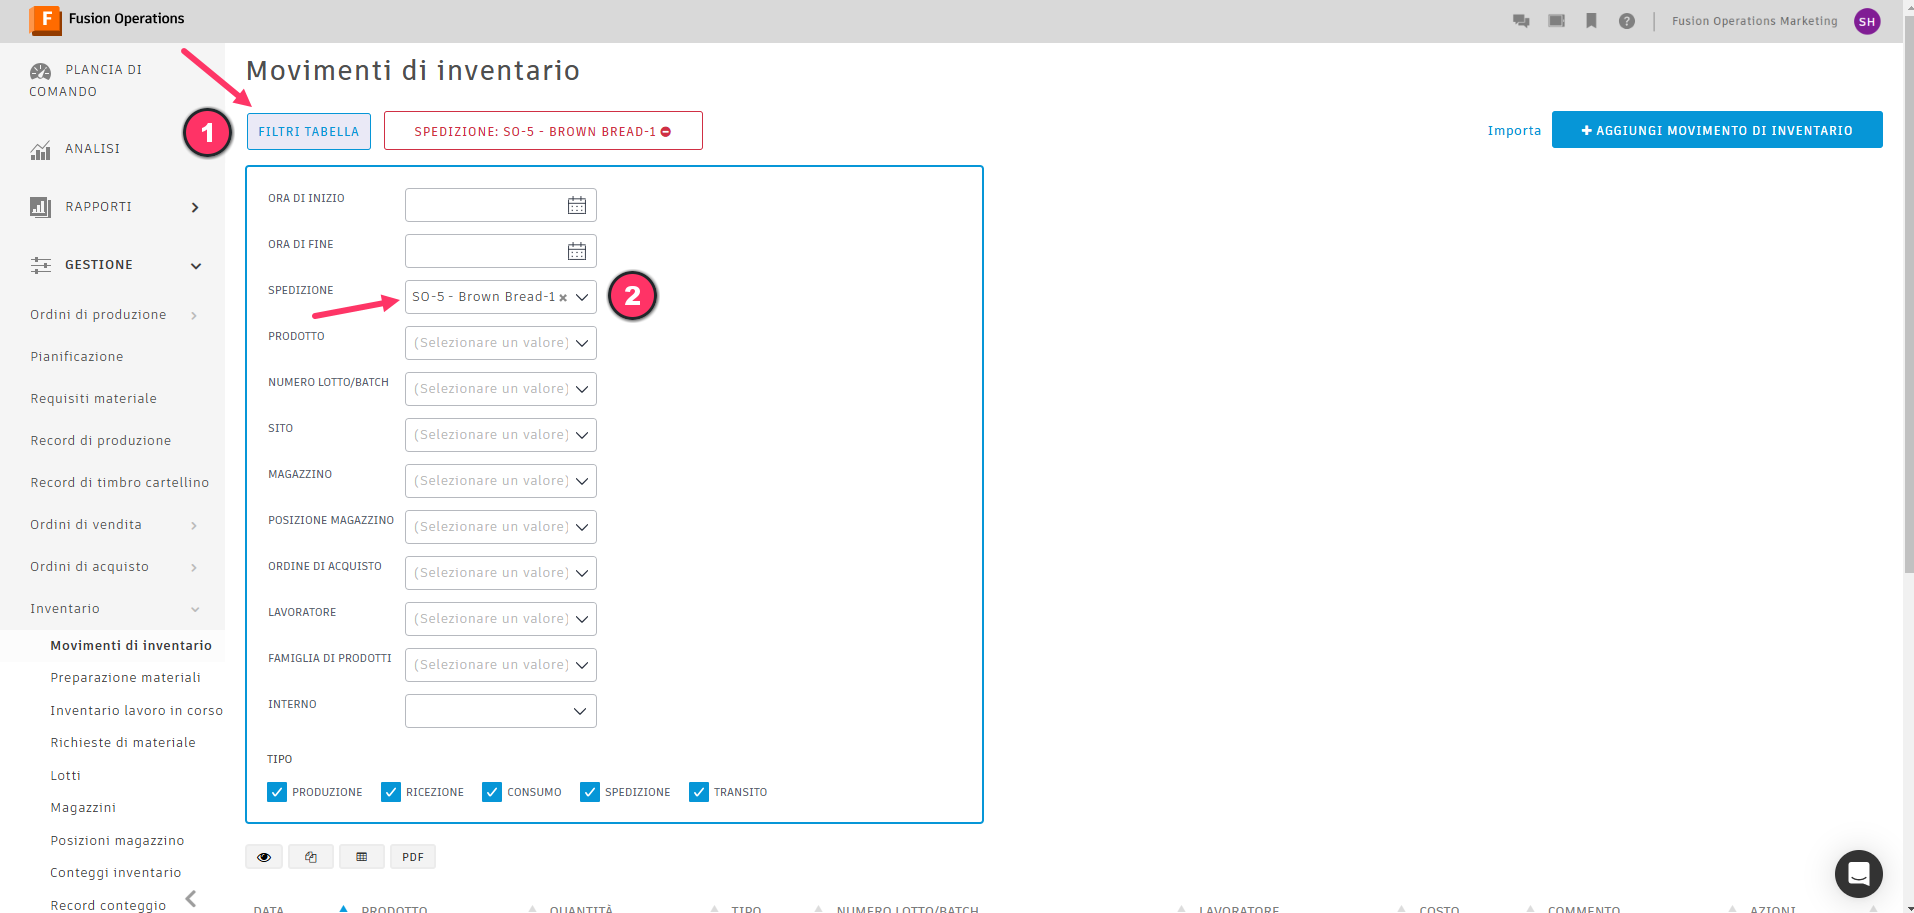 F Fusion Operations
Fusion Operations Marketing SH
PLANCIA DI
COMANDO
ANALISI
RAPPORTI
GESTIONE
Ordini di produzione
Pianificazione
Requisiti materiale
Record di produzione
Record di timbro cartellino
Ordini di vendita
Ordini di acquisto
Inventario
Movimenti di inventario
Preparazione materiali
Inventario lavoro in corso
Richieste di materiale
Lotti
Magazzini
Posizioni magazzino
Conteggi inventario
Record conteggio
Movimenti di inventario
1
FILTRI TABELLA
SPEDIZIONE: SO-5 - BROWN BREAD-1
Importa
+ AGGIUNGI MOVIMENTO DI INVENTARIO
ORA DI INIZIO
ORA DI FINE
SPEDIZIONE SO-5 - Brown Bread-1 ×
2
PRODOTTO (Selezionare un valore)
NUMERO LOTTO/BATCH (Selezionare un valore)
SITO (Selezionare un valore)
MAGAZZINO (Selezionare un valore)
POSIZIONE MAGAZZINO (Selezionare un valore)
ORDINE DI ACQUISTO (Selezionare un valore)
LAVORATORE (Selezionare un valore)
FAMIGLIA DI PRODOTTI (Selezionare un valore)
INTERNO
TIPO
PRODUZIONE RICEZIONE CONSUMO SPEDIZIONE TRANSITO
PDF
DATA PRODOTTO QUANTITÀ TIPO NUMERO LOTTO/BATCH LAVORATORE COSTO COMMENTO AZIONI